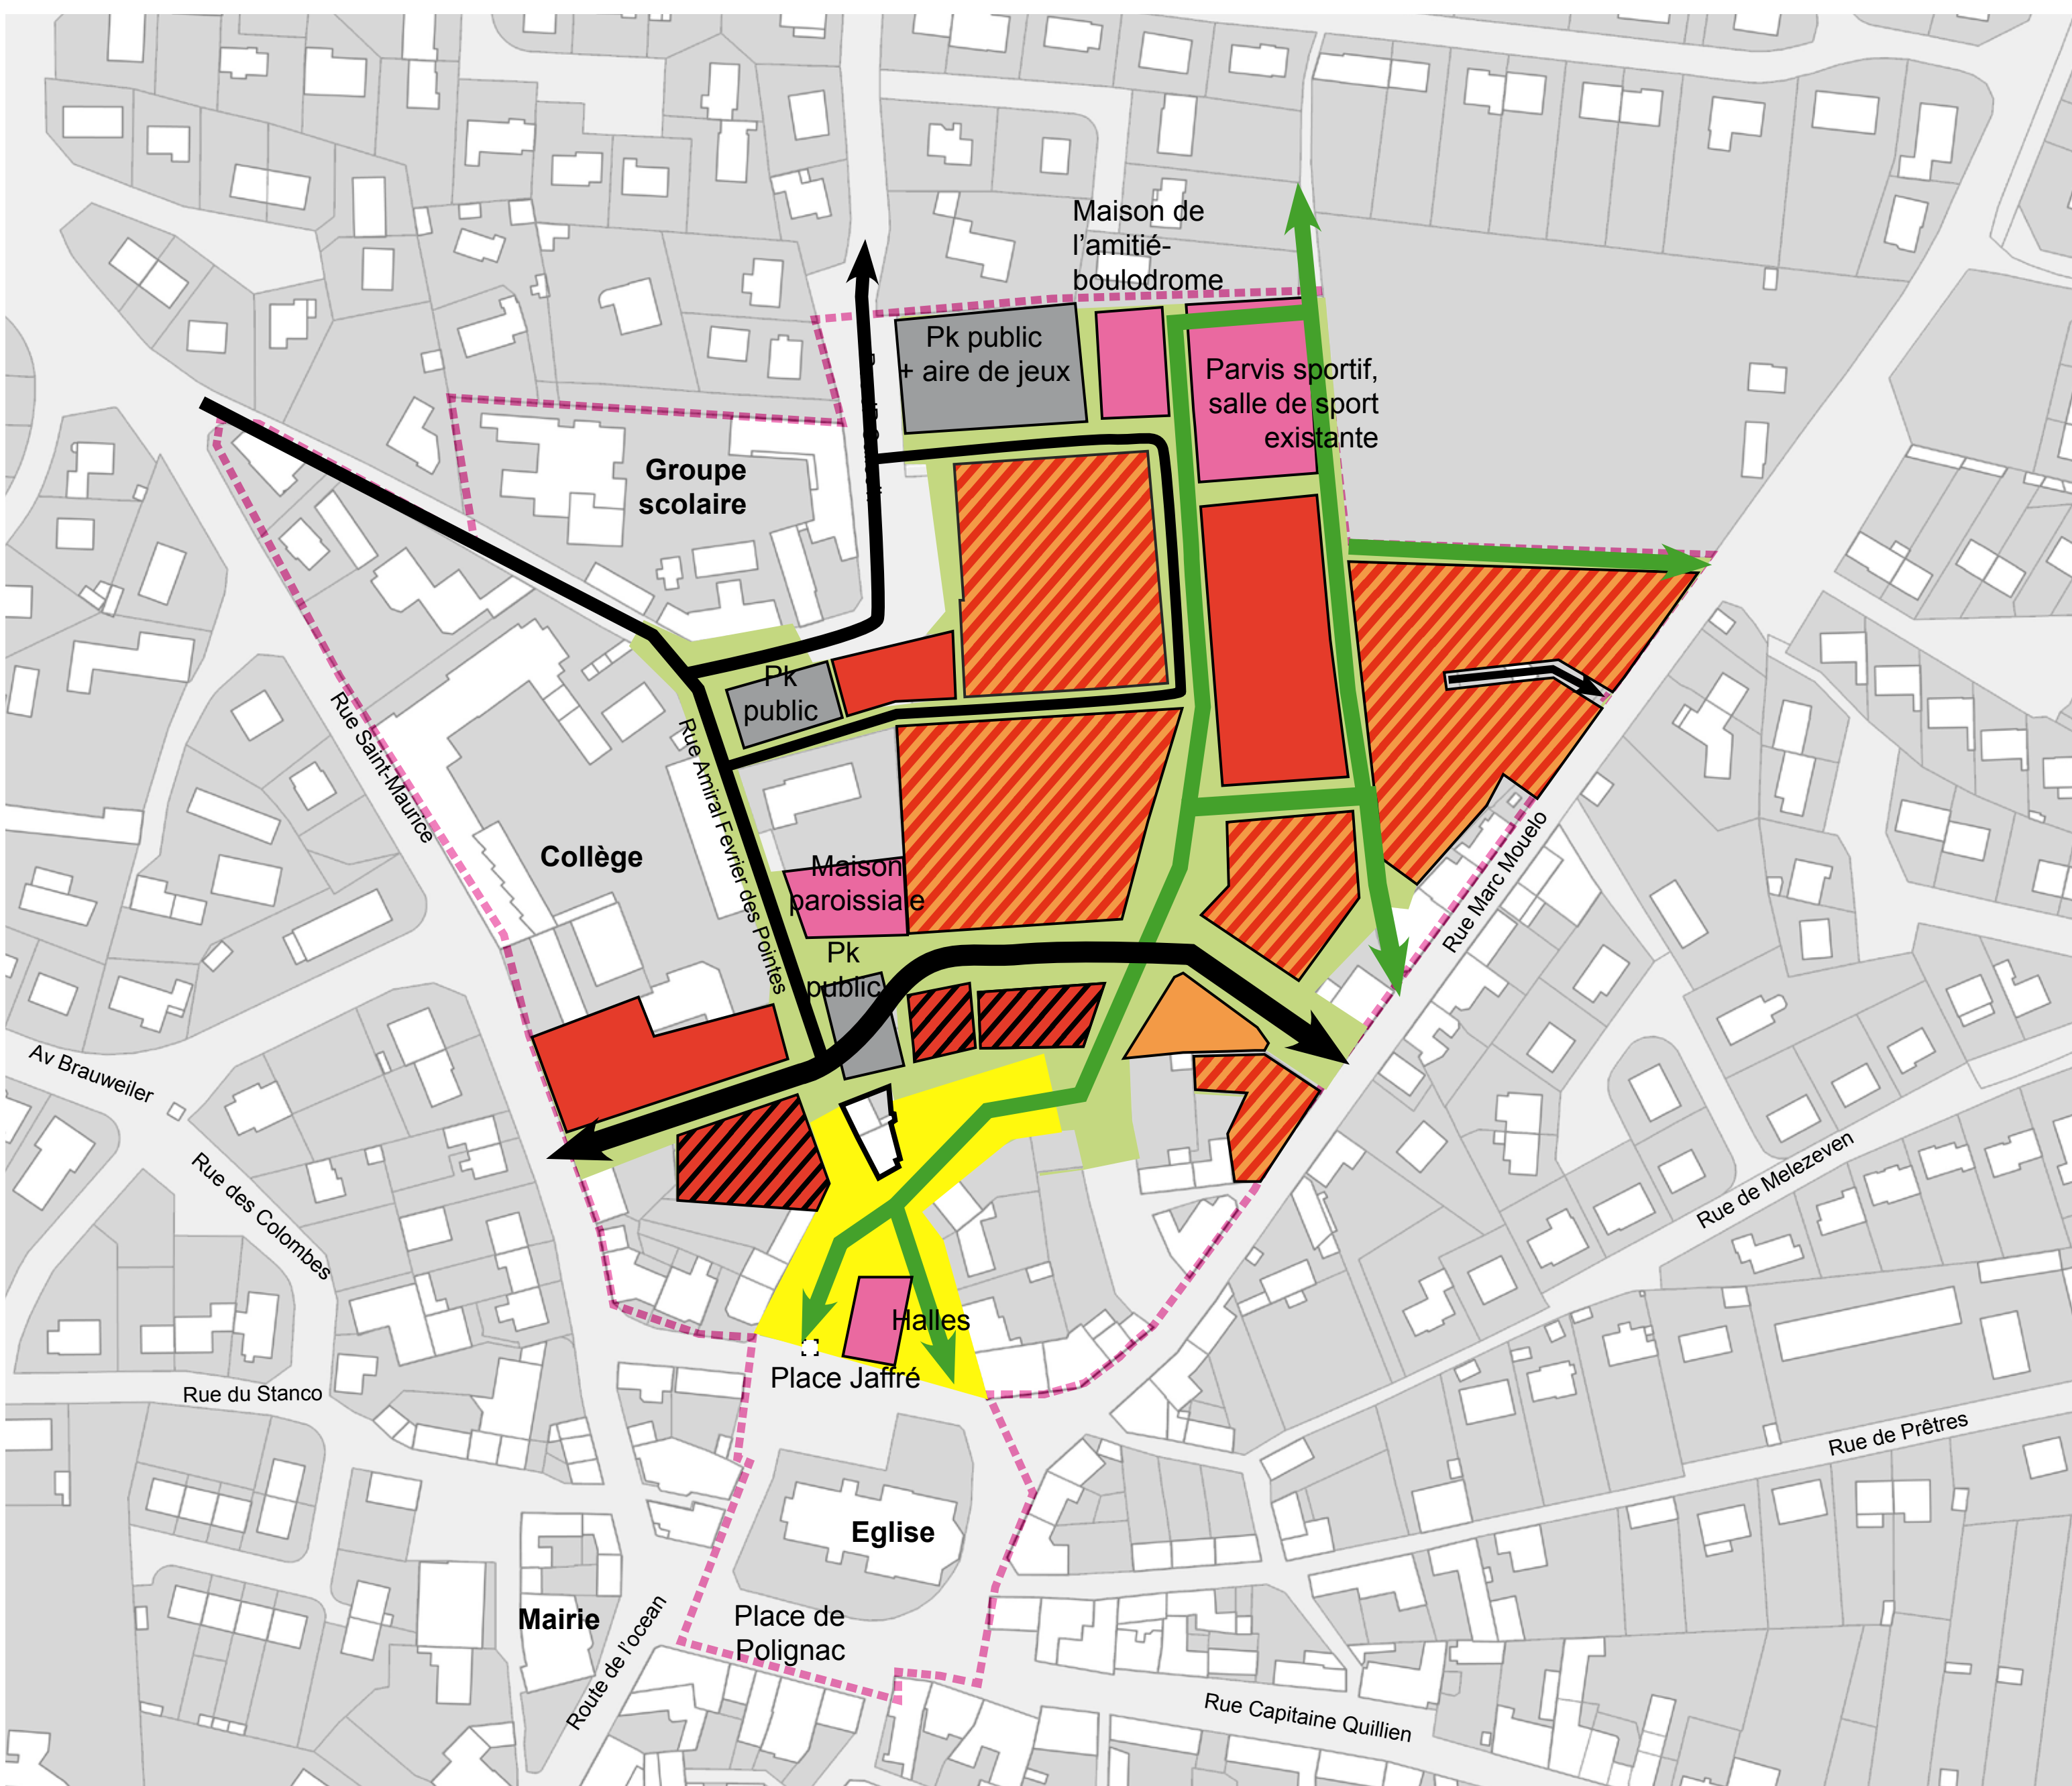 Maison de
l'amitié-
boulodrome
Pk public
+ aire de jeux
Parvis sportif,
salle de sport
existante
Groupe
scolaire
Pk
public
Rue Saint-Maurice
Rue Amiral Fevrier des Pointes
Collège
Maison
paroissiale
Rue Marc Mouelo
Pk
public
Av Brauweiler
Rue des Colombes
Rue de Melezeven
Halles
Place Jaffré
Rue du Stanco
Rue de Prêtres
Eglise
Mairie
Place de
Polignac
Route de l'ocean
Rue Capitaine Quillien